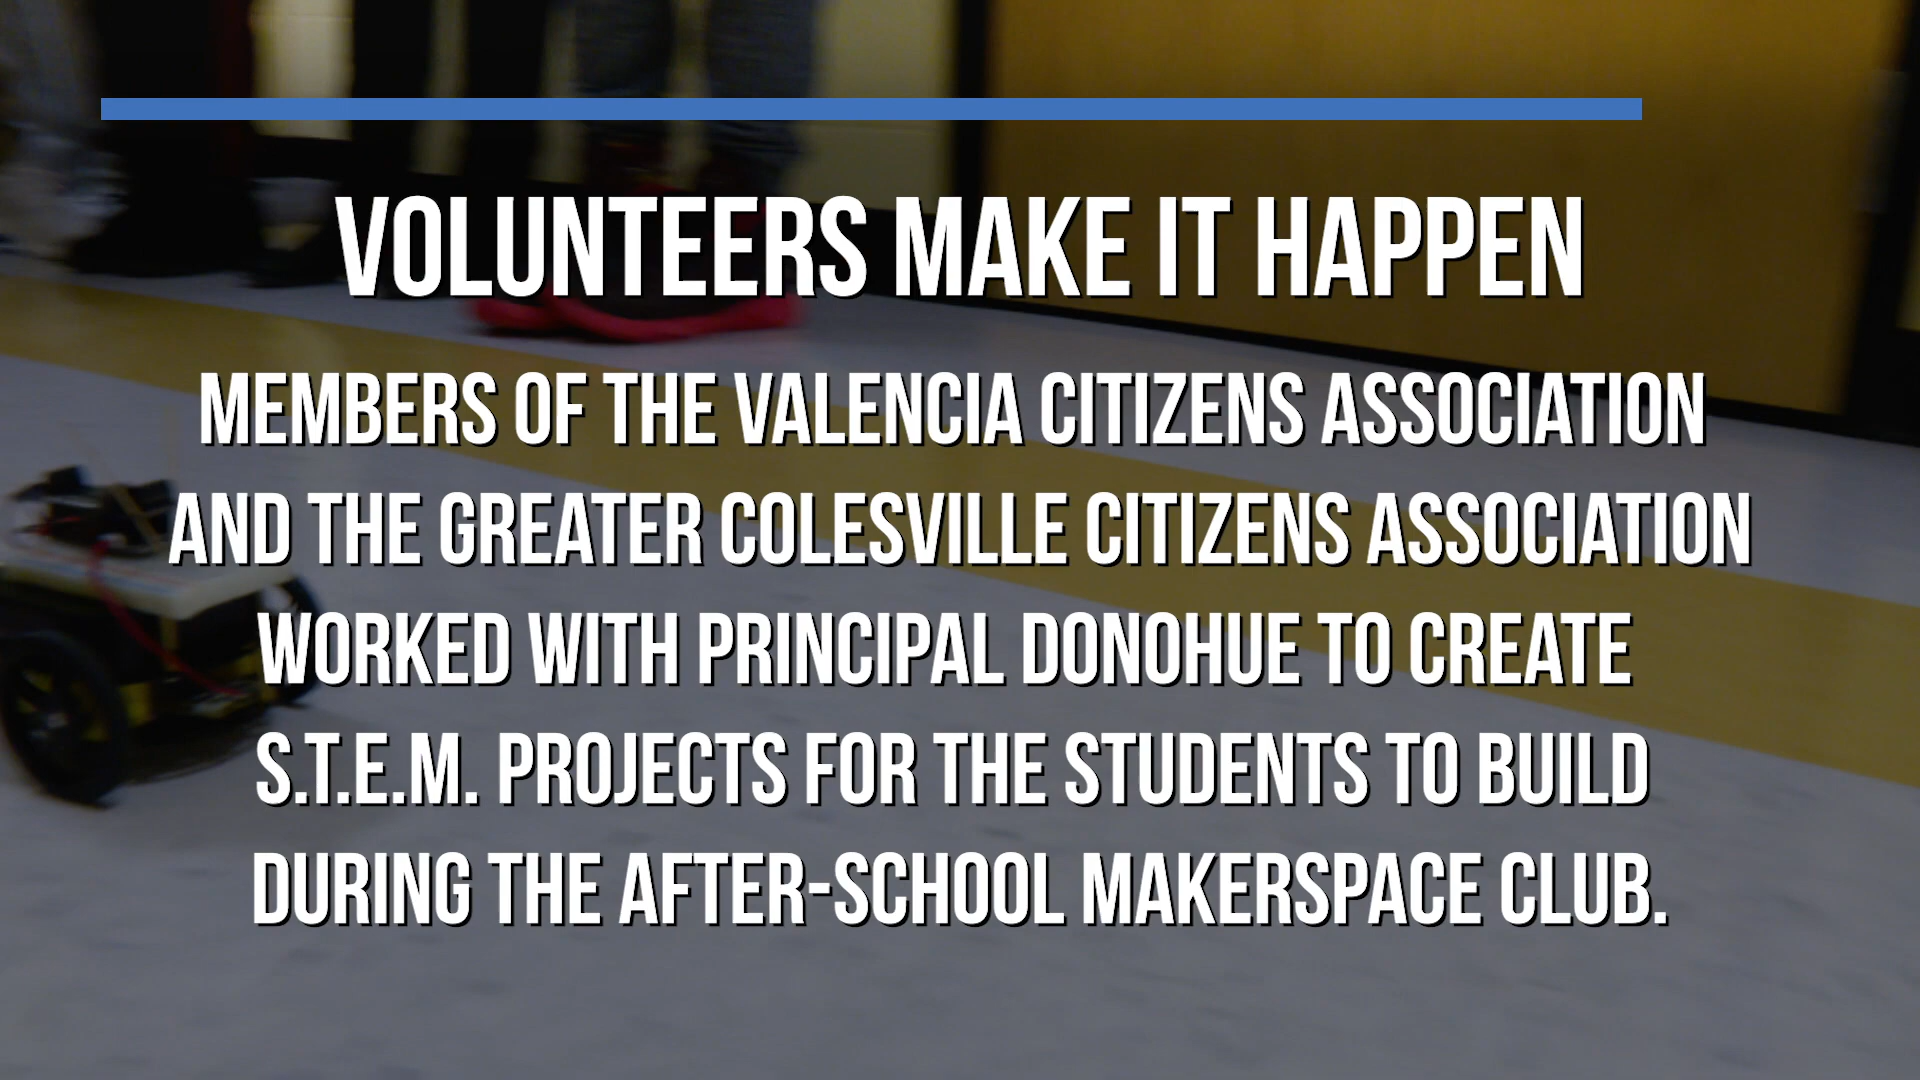 VOLUNTEERS MAKE IT HAPPEN
MEMBERS OF THE VALENCIA CITIZENS ASSOCIATION
AND THE GREATER COLESVILLE CITIZENS ASSOCIATION
WORKED WITH PRINCIPAL DONOHUE TO CREATE
S.T.E.M. PROJECTS FOR THE STUDENTS TO BUILD
DURING THE AFTER-SCHOOL MAKERSPACE CLUB.